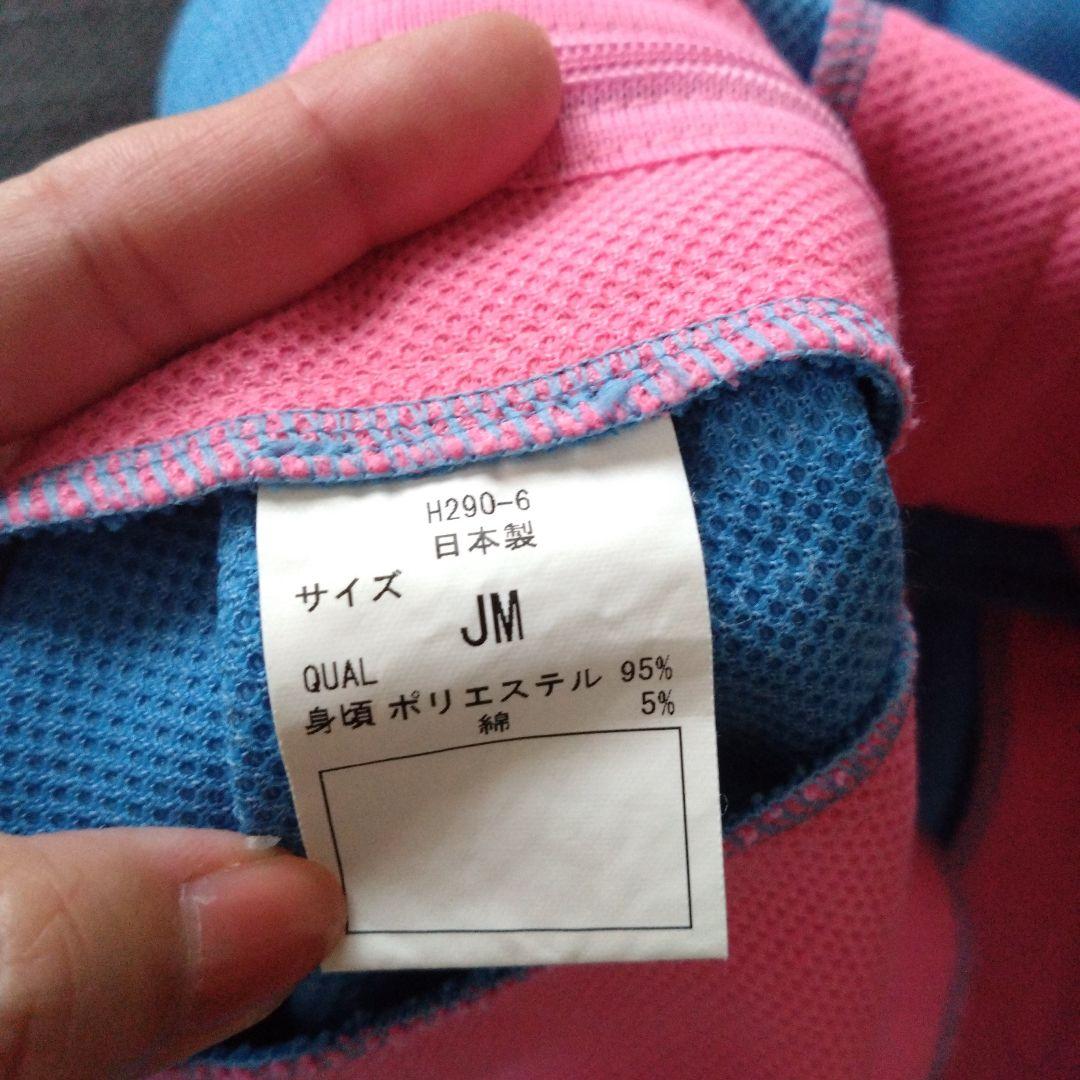 H290-6
日本製
サイズ
JM
QUAL
身頃 ポリエステル 95%
綿 5%